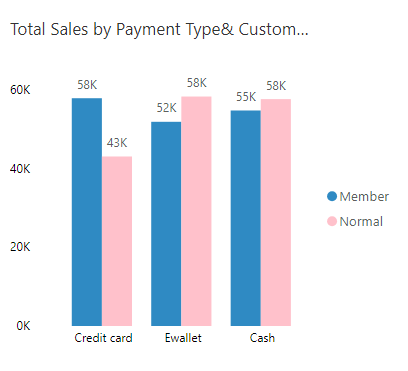 Total Sales by Payment Type& Custom...
60K
40K
20K
0K
58K
43K
52K
58K
55K
58K
Credit card
Ewallet
Cash
Member
Normal